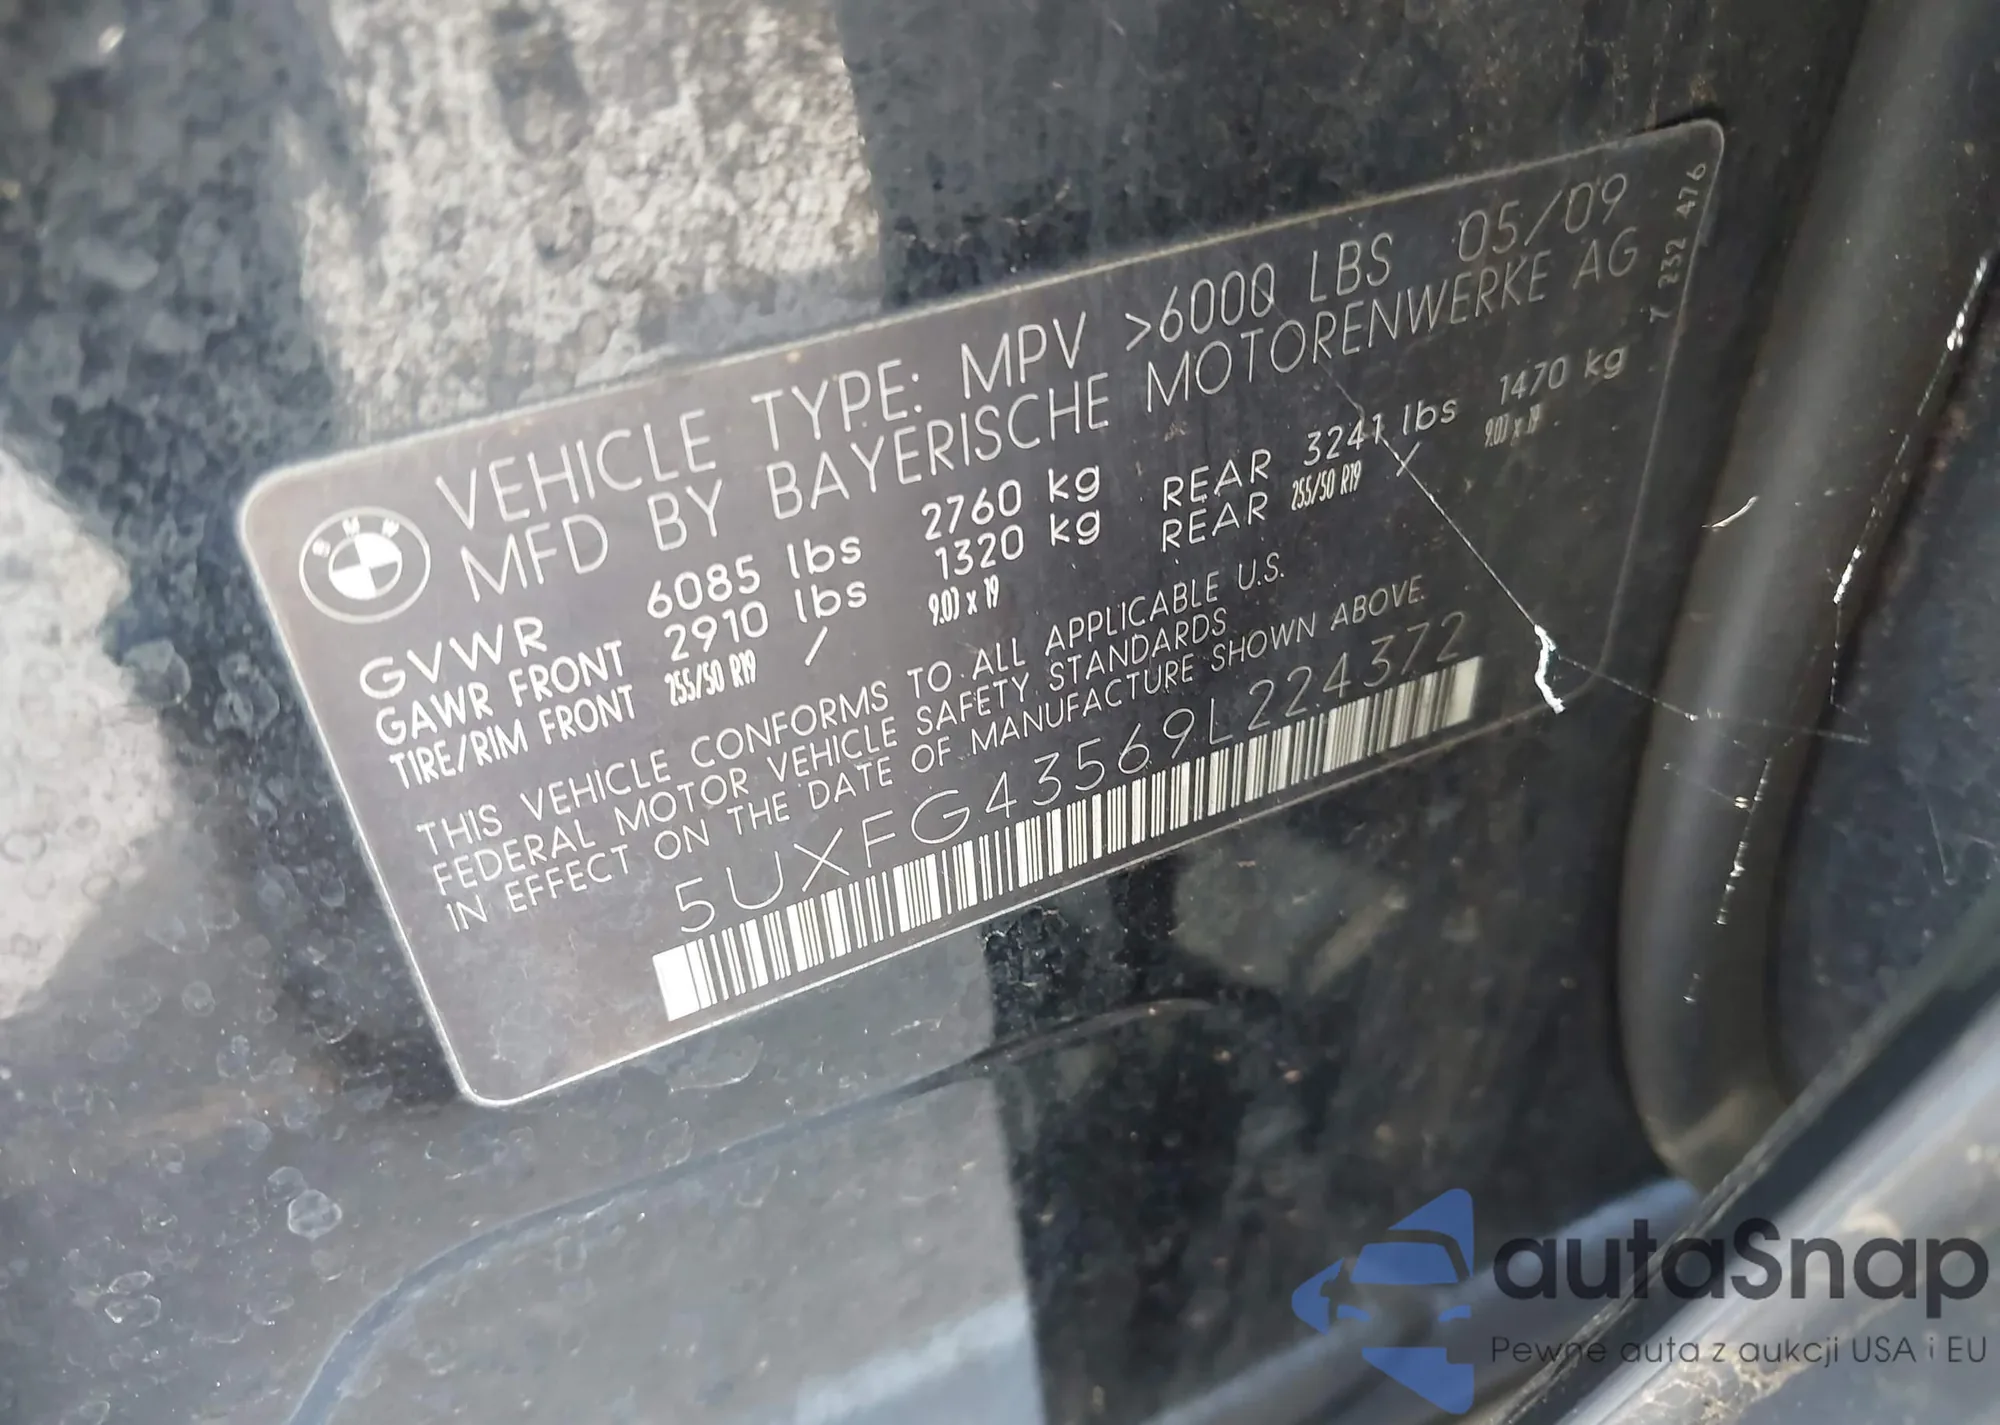 VEHICLE TYPE: MPV >6000 LBS 05/09
MFD BY BAYERISCHE MOTORENWERKE AG
BMW
GVWR 6085 lbs 2760 kg
GAWR FRONT 2910 lbs 1320 kg REAR 3241 lbs 1470 kg
TIRE/RIM FRONT 255/50 R19 / 9.0J x 19 REAR 255/50 R19 / 9.0J x 19
THIS VEHICLE CONFORMS TO ALL APPLICABLE U.S.
FEDERAL MOTOR VEHICLE SAFETY STANDARDS
IN EFFECT ON THE DATE OF MANUFACTURE SHOWN ABOVE.
5UXFG43569L224372
7 232 476
autaSnap
Pewne auta z aukcji USA i EU